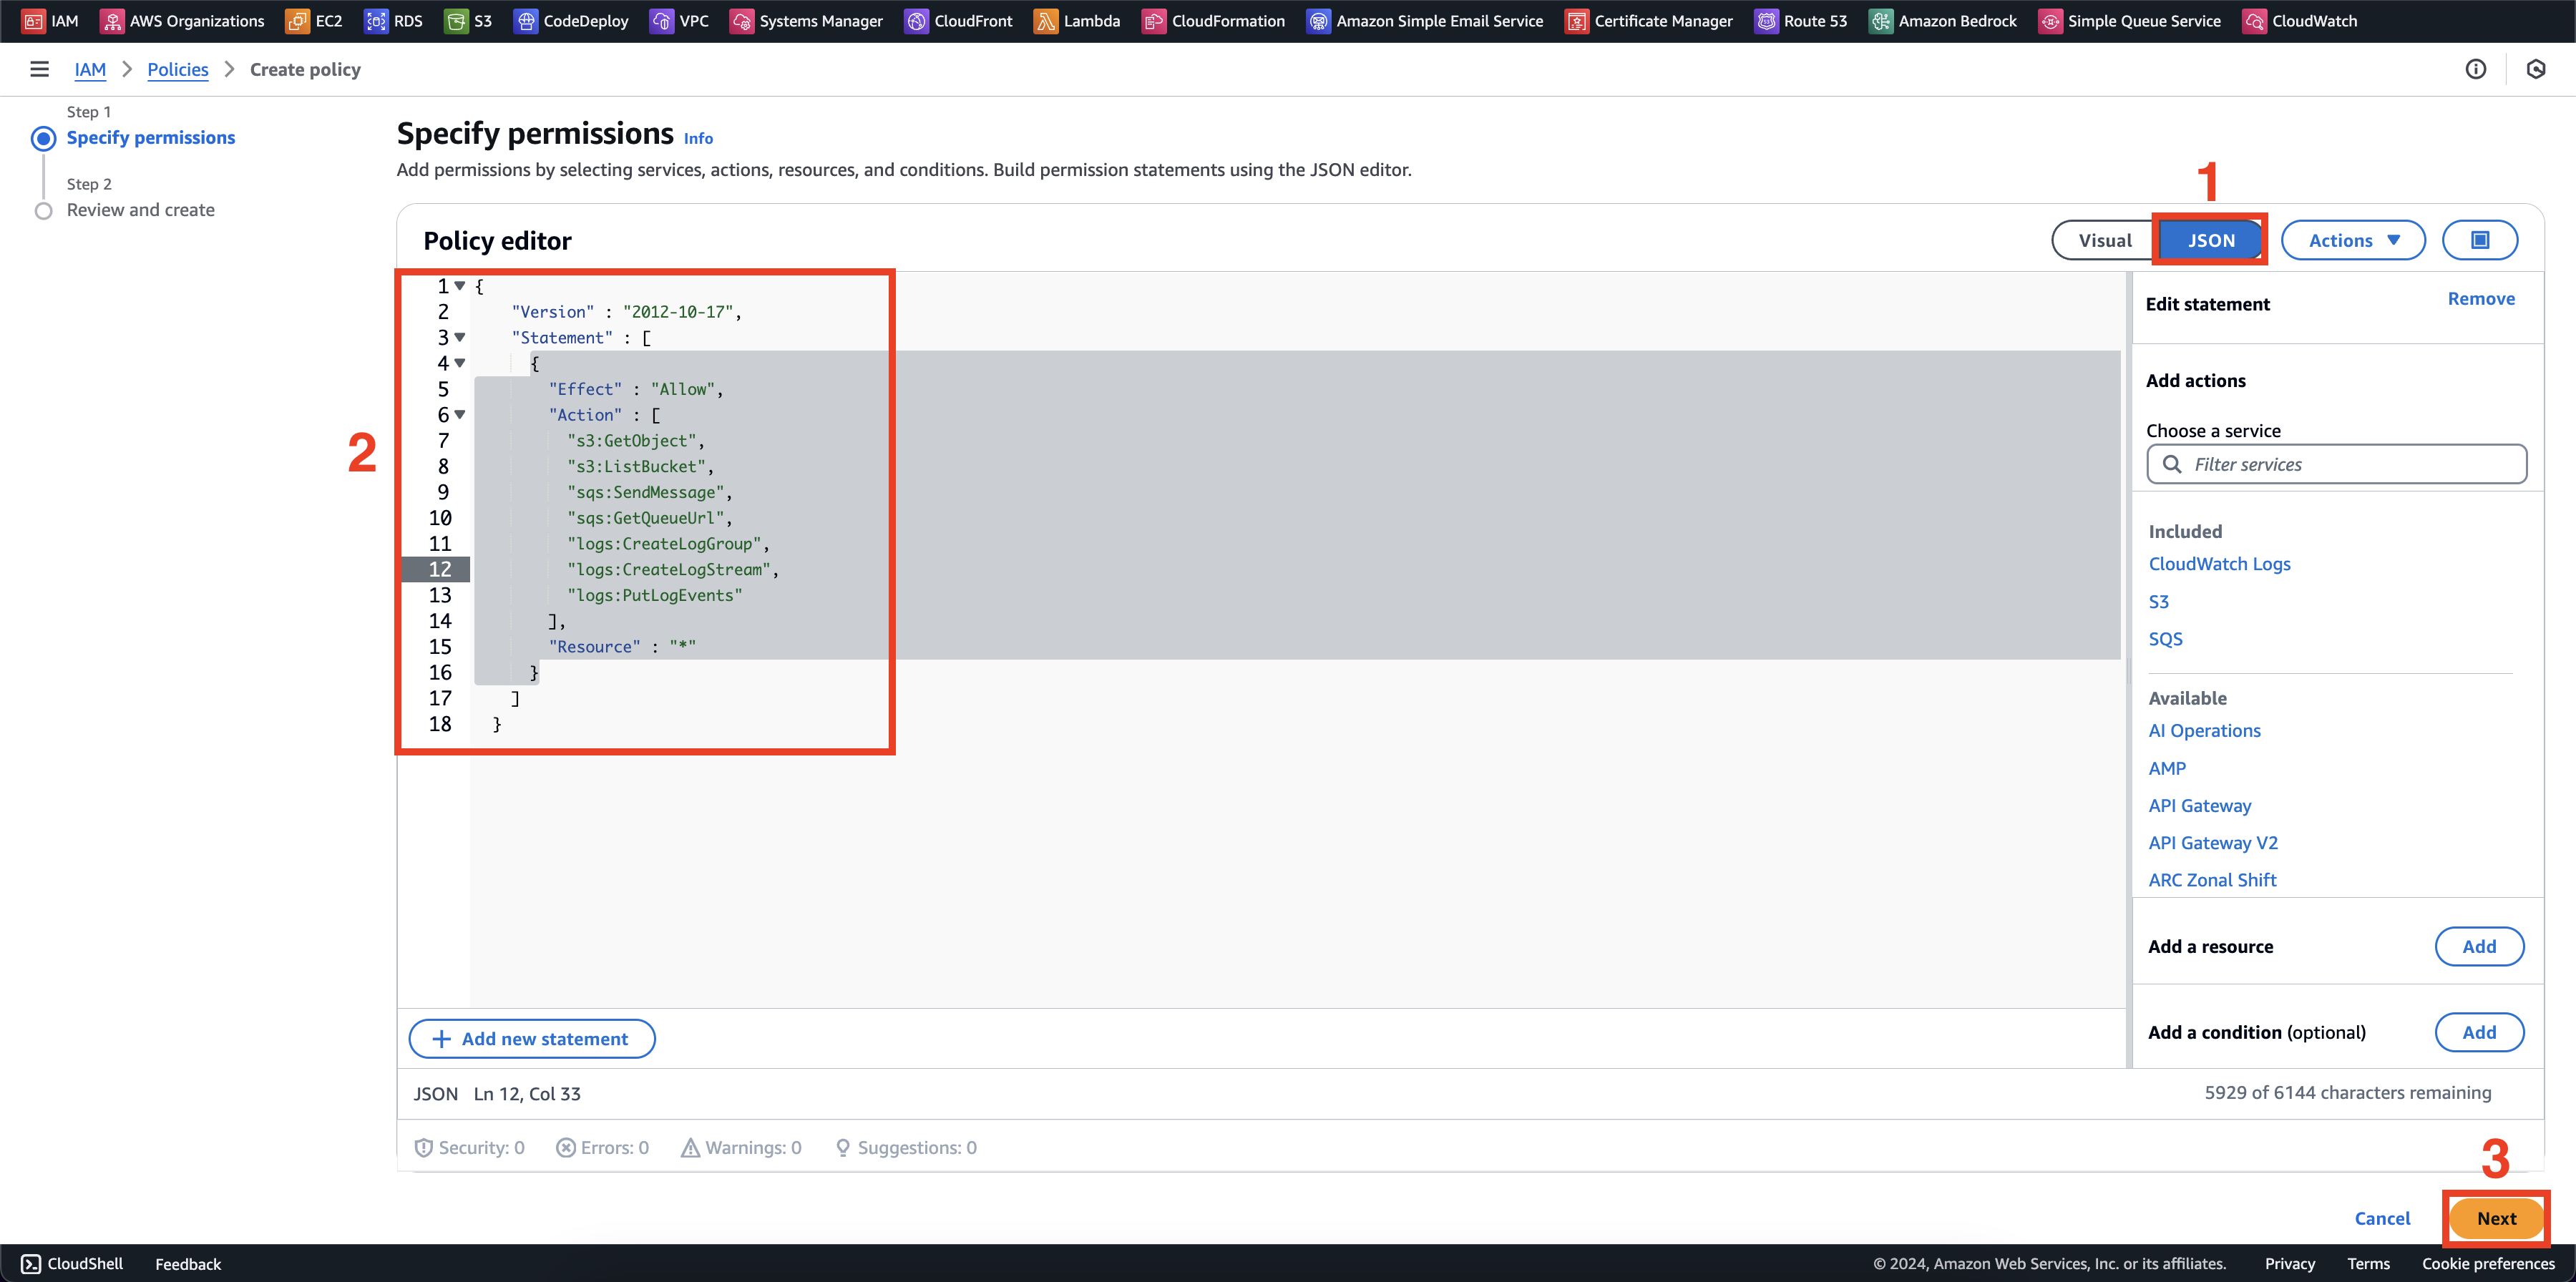 IAM AWS Organizations EC2 RDS S3 CodeDeploy VPC Systems Manager CloudFront Lambda CloudFormation Amazon Simple Email Service Certificate Manager Route 53 Amazon Bedrock Simple Queue Service CloudWatch
IAM > Policies > Create policy
Step 1
Specify permissions
Step 2
Review and create
Specify permissions Info
Add permissions by selecting services, actions, resources, and conditions. Build permission statements using the JSON editor.
1
Policy editor
Visual JSON Actions
2
1 {
2 "Version" : "2012-10-17",
3 "Statement" : [
4 {
5 "Effect" : "Allow",
6 "Action" : [
7 "s3:GetObject",
8 "s3:ListBucket",
9 "sqs:SendMessage",
10 "sqs:GetQueueUrl",
11 "logs:CreateLogGroup",
12 "logs:CreateLogStream",
13 "logs:PutLogEvents"
14 ],
15 "Resource" : "*"
16 }
17 ]
18 }
Edit statement Remove
Add actions
Choose a service
Filter services
Included
CloudWatch Logs
S3
SQS
Available
AI Operations
AMP
API Gateway
API Gateway V2
ARC Zonal Shift
Add a resource Add
Add a condition (optional) Add
+ Add new statement
JSON Ln 12, Col 33
5929 of 6144 characters remaining
Security: 0 Errors: 0 Warnings: 0 Suggestions: 0
3
Cancel Next
CloudShell Feedback
© 2024, Amazon Web Services, Inc. or its affiliates. Privacy Terms Cookie preferences